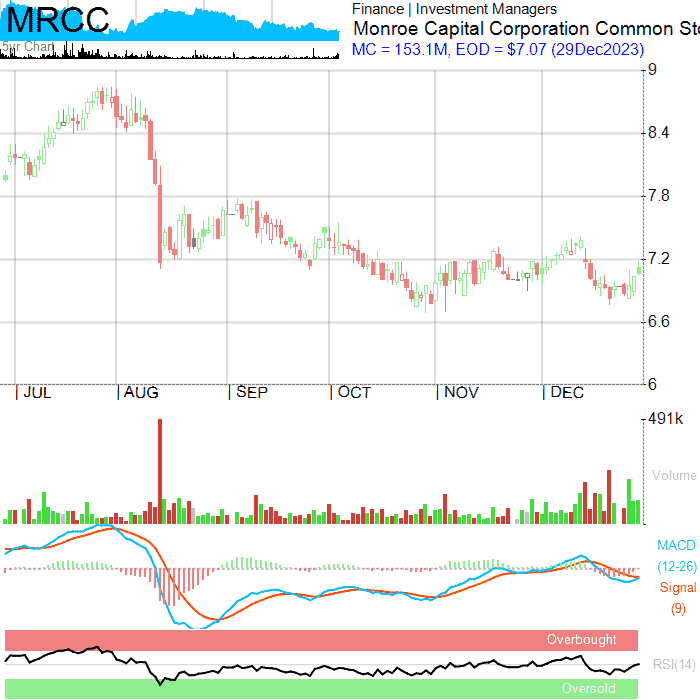 MRCC
5yr Chart
Finance | Investment Managers
Monroe Capital Corporation Common Sto
MC = 153.1M, EOD = $7.07 (29Dec2023)
9
8.4
7.8
7.2
6.6
6
JUL AUG SEP OCT NOV DEC
491k
Volume
MACD
(12-26)
Signal
(9)
Overbought
RSI(14)
Oversold